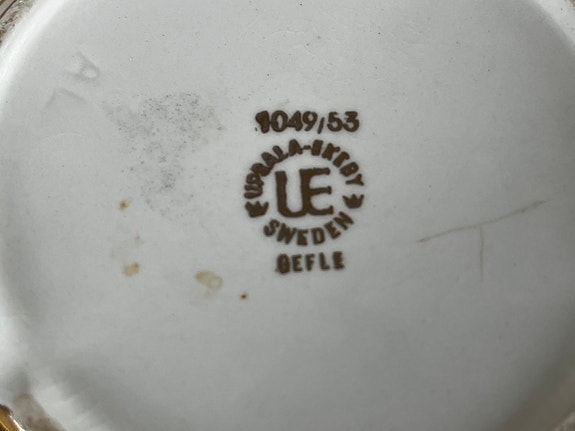 1049/53
UPSALA-EKEBY
UE
SWEDEN
GEFLE